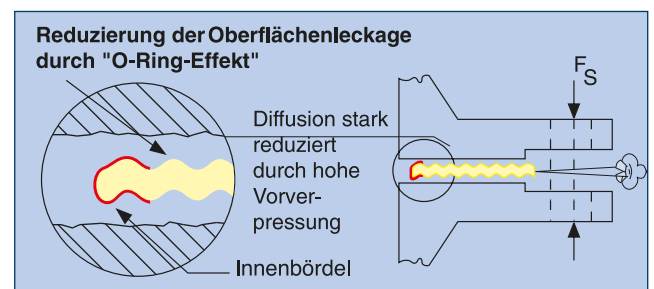 Reduzierung der Oberflächenleckage
durch "O-Ring-Effekt"
F
S
Diffusion stark
reduziert
durch hohe
Vorver-
pressung
Innenbördel